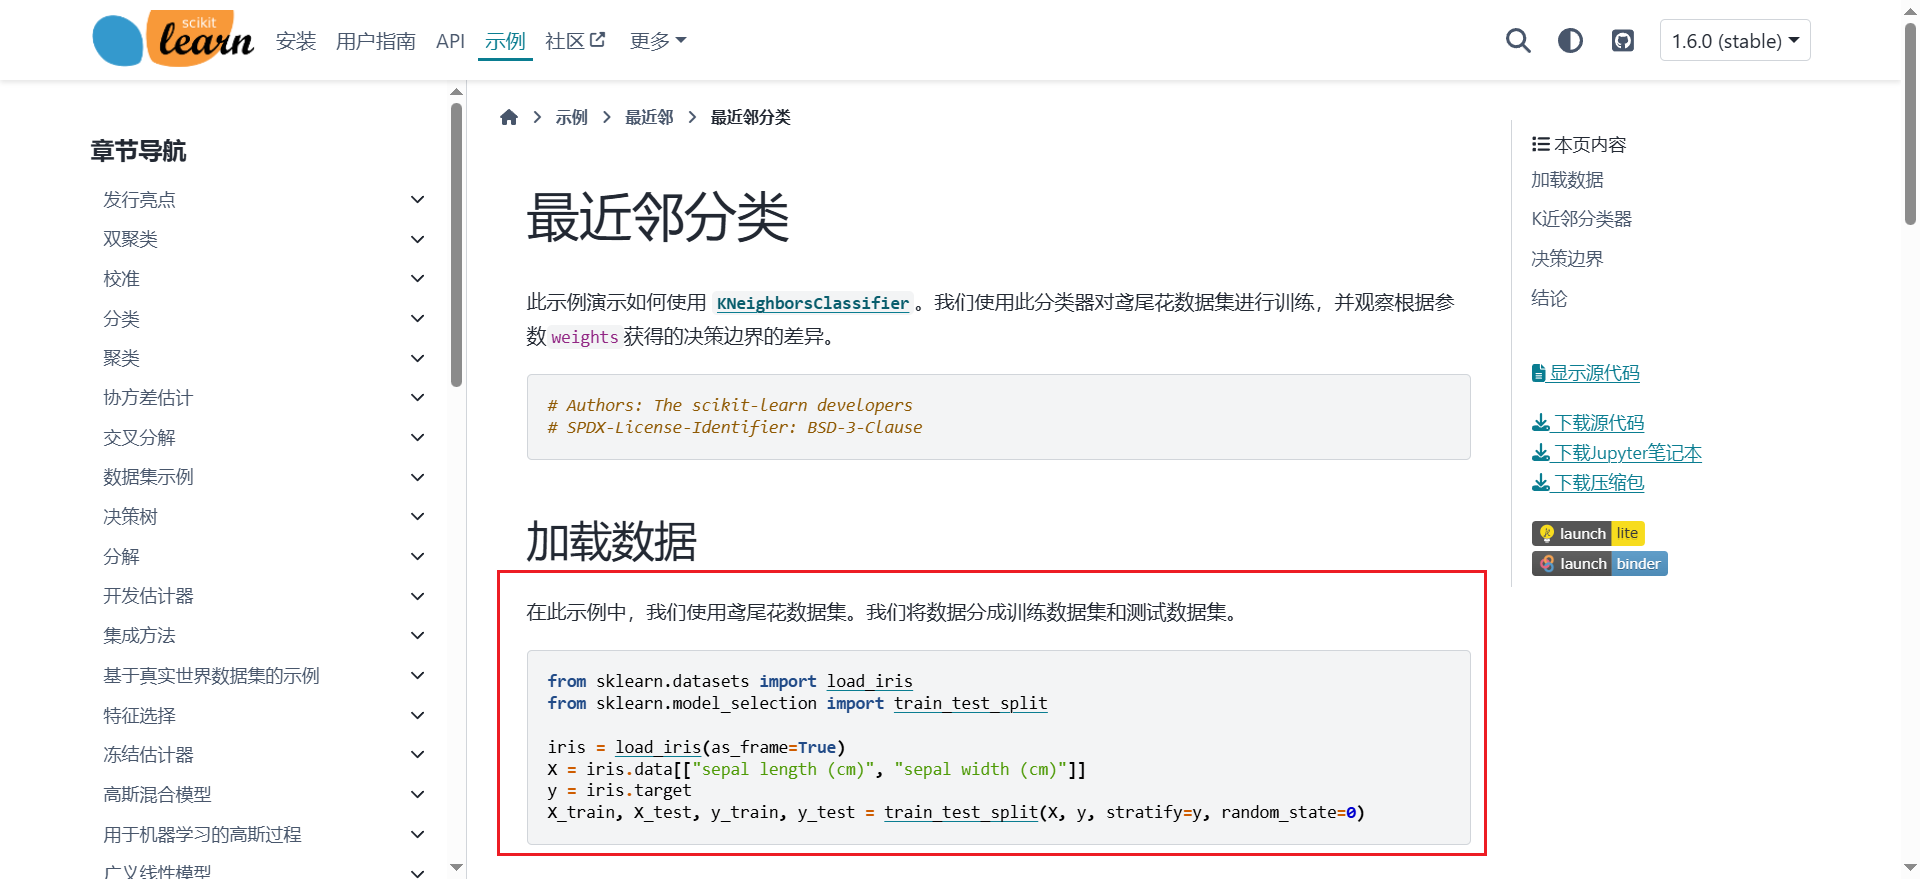 scikit
learn
安装
用户指南
API
示例
社区
更多
1.6.0 (stable)
章节导航
发行亮点
双聚类
校准
分类
聚类
协方差估计
交叉分解
数据集示例
决策树
分解
开发估计器
集成方法
基于真实世界数据集的示例
特征选择
冻结估计器
高斯混合模型
用于机器学习的高斯过程
广义线性模型
示例 > 最近邻 > 最近邻分类
最近邻分类
此示例演示如何使用 KNeighborsClassifier。我们使用此分类器对鸢尾花数据集进行训练，并观察根据参
数 weights 获得的决策边界的差异。
# Authors: The scikit-learn developers
# SPDX-License-Identifier: BSD-3-Clause
加载数据
在此示例中，我们使用鸢尾花数据集。我们将数据分成训练数据集和测试数据集。
from sklearn.datasets import load_iris
from sklearn.model_selection import train_test_split
iris = load_iris(as_frame=True)
X = iris.data[["sepal length (cm)", "sepal width (cm)"]]
y = iris.target
X_train, X_test, y_train, y_test = train_test_split(X, y, stratify=y, random_state=0)
本页内容
加载数据
K近邻分类器
决策边界
结论
显示源代码
下载源代码
下载Jupyter笔记本
下载压缩包
launch lite
launch binder